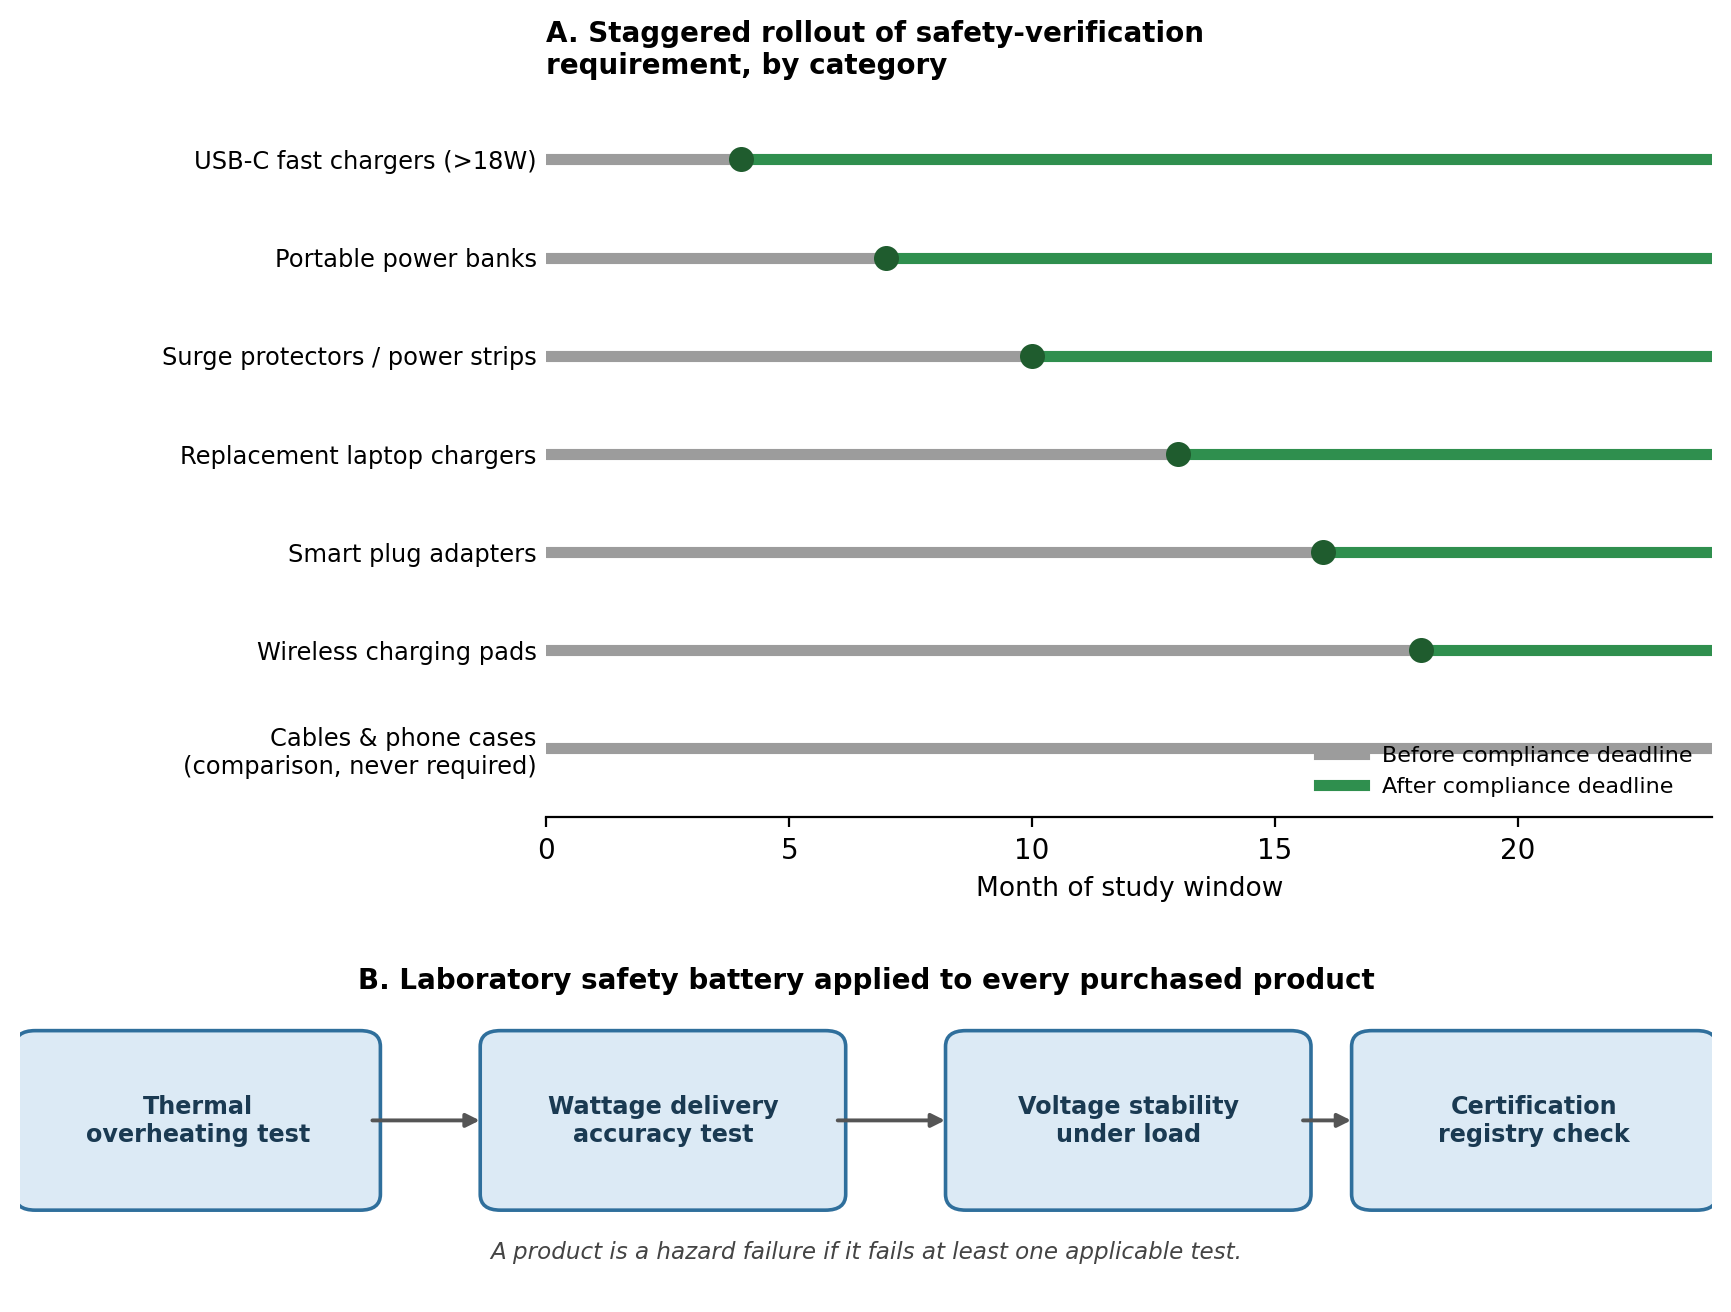 A. Staggered rollout of safety-verification
requirement, by category
USB-C fast chargers (>18W)
Portable power banks
Surge protectors / power strips
Replacement laptop chargers
Smart plug adapters
Wireless charging pads
Cables & phone cases
(comparison, never required)
Before compliance deadline
After compliance deadline
0 5 10 15 20
Month of study window
B. Laboratory safety battery applied to every purchased product
Thermal
overheating test
Wattage delivery
accuracy test
Voltage stability
under load
Certification
registry check
A product is a hazard failure if it fails at least one applicable test.